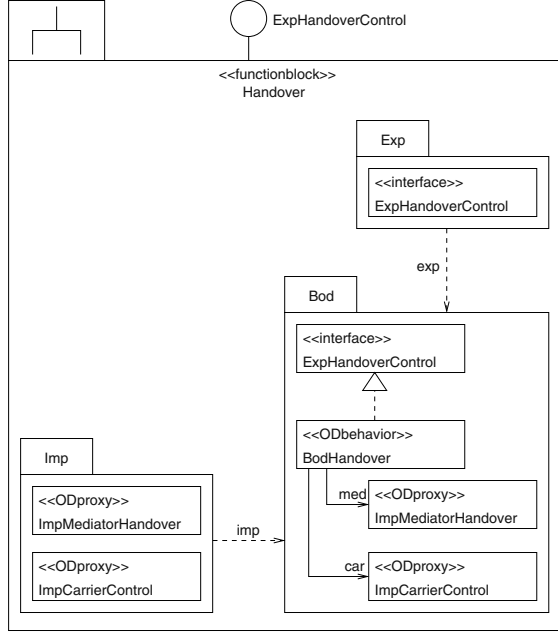 ExpHandoverControl
<<functionblock>>
Handover
Exp
<<interface>>
ExpHandoverControl
exp
Bod
<<interface>>
ExpHandoverControl
<<ODbehavior>>
BodHandover
med
<<ODproxy>>
ImpMediatorHandover
car
<<ODproxy>>
ImpCarrierControl
Imp
<<ODproxy>>
ImpMediatorHandover
<<ODproxy>>
ImpCarrierControl
imp